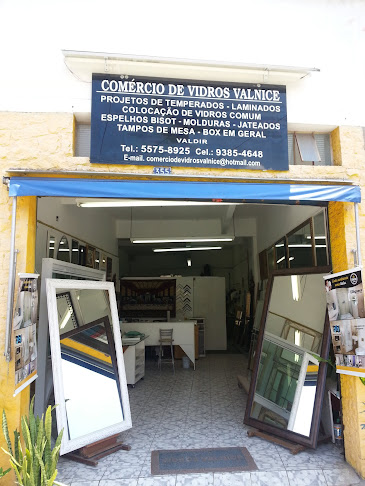 COMÉRCIO DE VIDROS VALNICE
PROJETOS DE TEMPERADOS - LAMINADOS
COLOCAÇÃO DE VIDROS COMUM
ESPELHOS BISOT - MOLDURAS - JATEADOS
TAMPOS DE MESA - BOX EM GERAL
VALDIR
Tel.: 5575-8925 Cel.: 9385-4648
E-mail. comerciodevidrosvalnice@hotmail.com
355